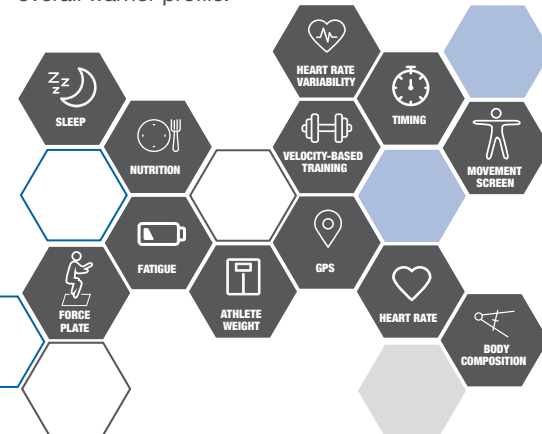 overall warrior profile.
HEART RATE
VARIABILITY
zzz
SLEEP
TIMING
NUTRITION
VELOCITY-BASED
TRAINING
MOVEMENT
SCREEN
FATIGUE
GPS
FORCE
PLATE
ATHLETE
WEIGHT
HEART RATE
BODY
COMPOSITION